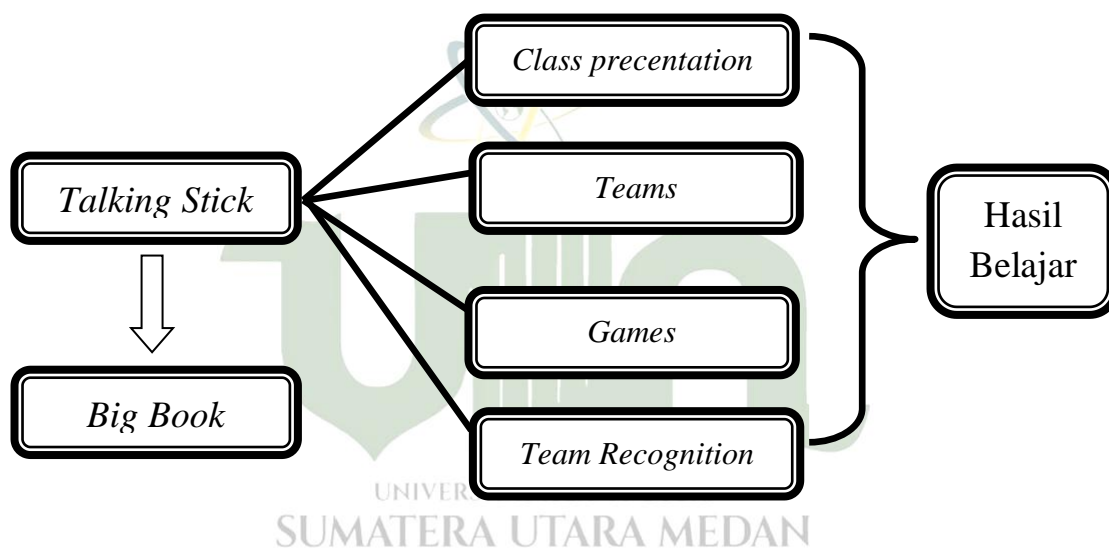 Class precentation
Talking Stick
Teams
Hasil
Belajar
Games
Big Book
Team Recognition
SUMATERA UTARA MEDAN